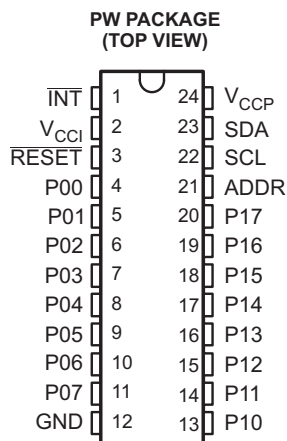 PW PACKAGE
(TOP VIEW)
INT 1 24 VCCP
VCCI 2 23 SDA
RESET 3 22 SCL
P00 4 21 ADDR
P01 5 20 P17
P02 6 19 P16
P03 7 18 P15
P04 8 17 P14
P05 9 16 P13
P06 10 15 P12
P07 11 14 P11
GND 12 13 P10